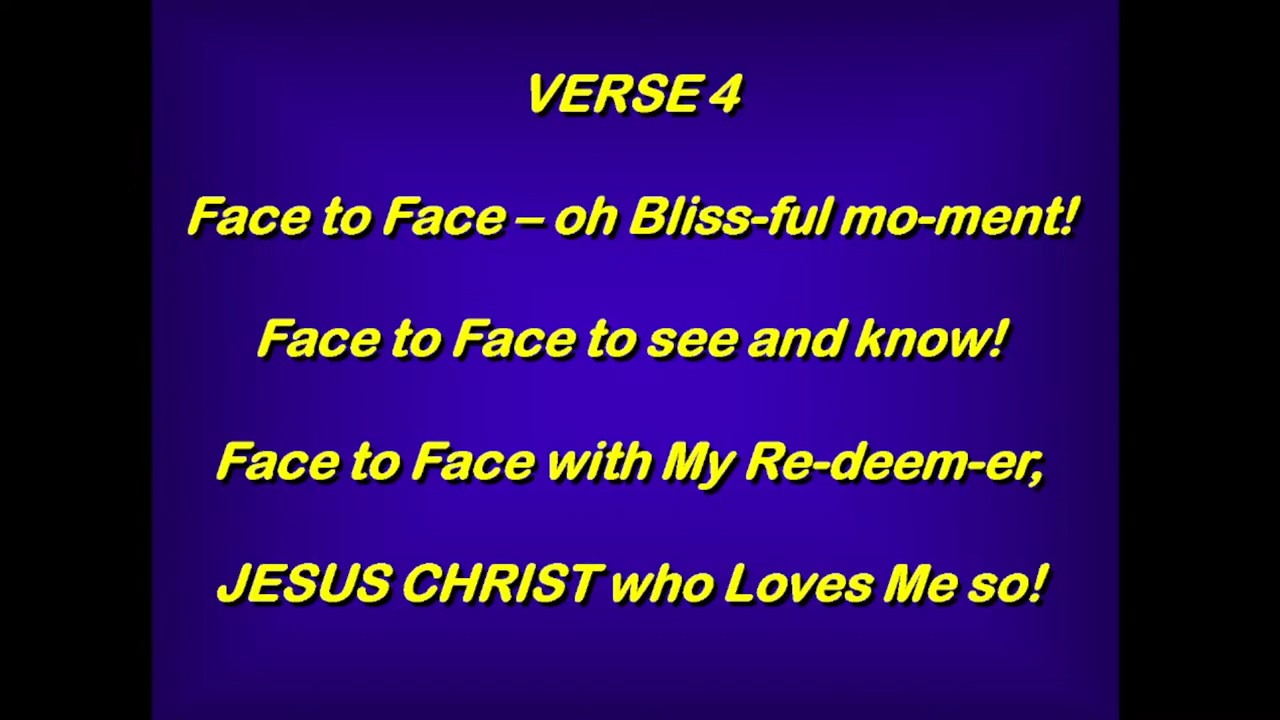 VERSE 4
Face to Face – oh Bliss-ful mo-ment!
Face to Face to see and know!
Face to Face with My Re-deem-er,
JESUS CHRIST who Loves Me so!